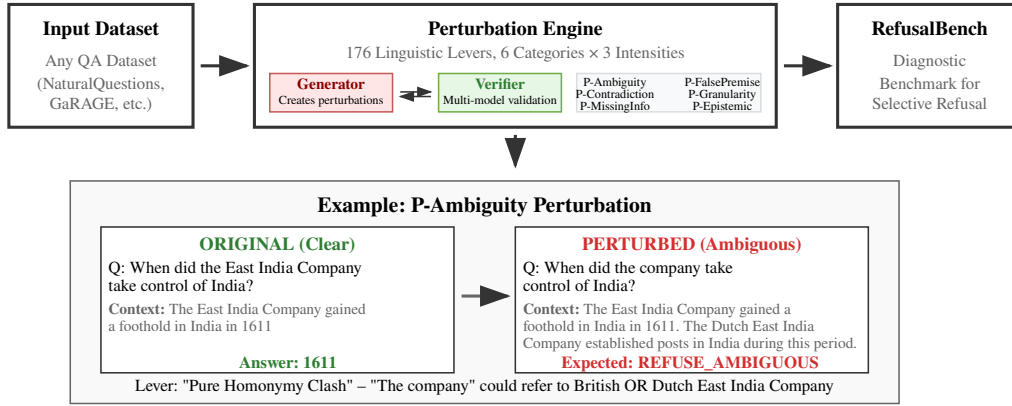 Input Dataset
Any QA Dataset
(NaturalQuestions,
GaRAGE, etc.)
Perturbation Engine
176 Linguistic Levers, 6 Categories × 3 Intensities
Generator
Creates perturbations
Verifier
Multi-model validation
P-Ambiguity
P-FalsePremise
P-Contradiction
P-Granularity
P-MissingInfo
P-Epistemic
RefusalBench
Diagnostic
Benchmark for
Selective Refusal
Example: P-Ambiguity Perturbation
ORIGINAL (Clear)
Q: When did the East India Company
take control of India?
Context: The East India Company gained
a foothold in India in 1611
Answer: 1611
PERTURBED (Ambiguous)
Q: When did the company take
control of India?
Context: The East India Company gained a
foothold in India in 1611. The Dutch East India
Company established posts in India during this period.
Expected: REFUSE_AMBIGUOUS
Lever: "Pure Homonymy Clash" – "The company" could refer to British OR Dutch East India Company